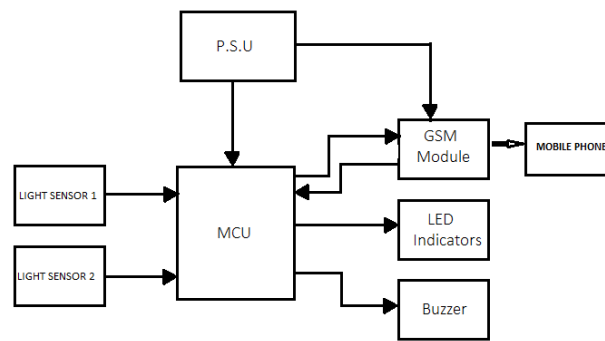 P.S.U
GSM
Module
MOBILE PHONE
LIGHT SENSOR 1
MCU
LED
Indicators
LIGHT SENSOR 2
Buzzer